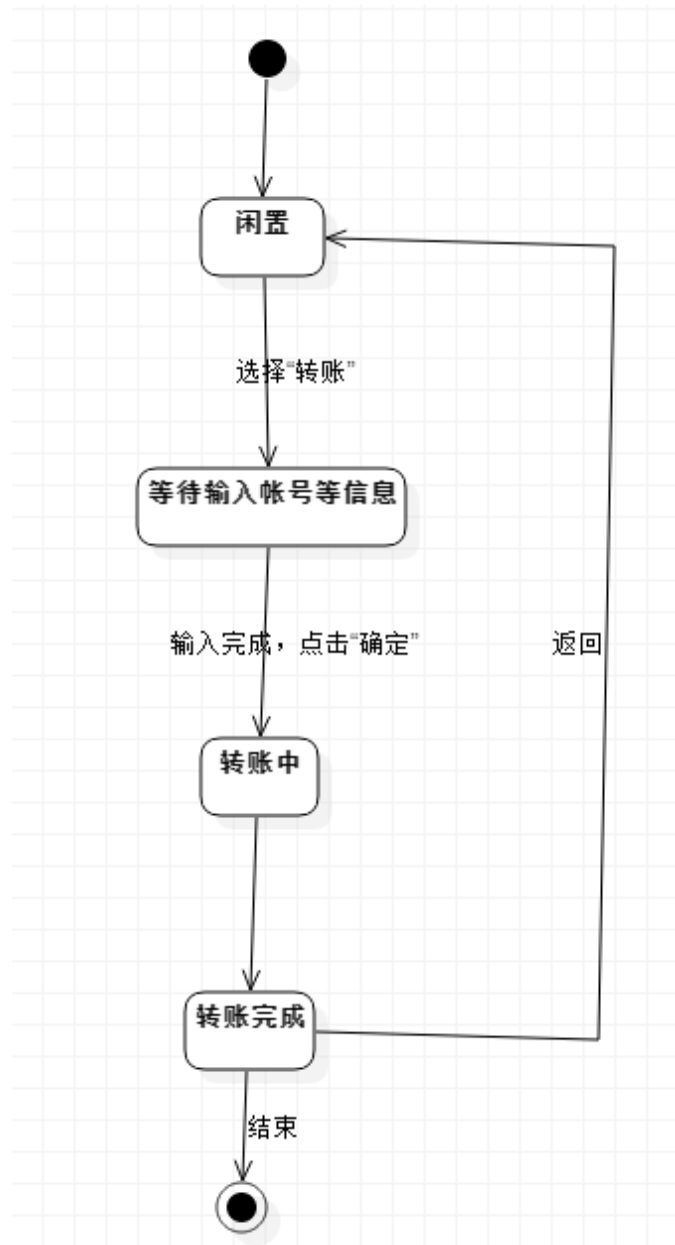 闲置
选择“转账”
等待输入帐号等信息
输入完成，点击“确定”
返回
转账中
转账完成
结束